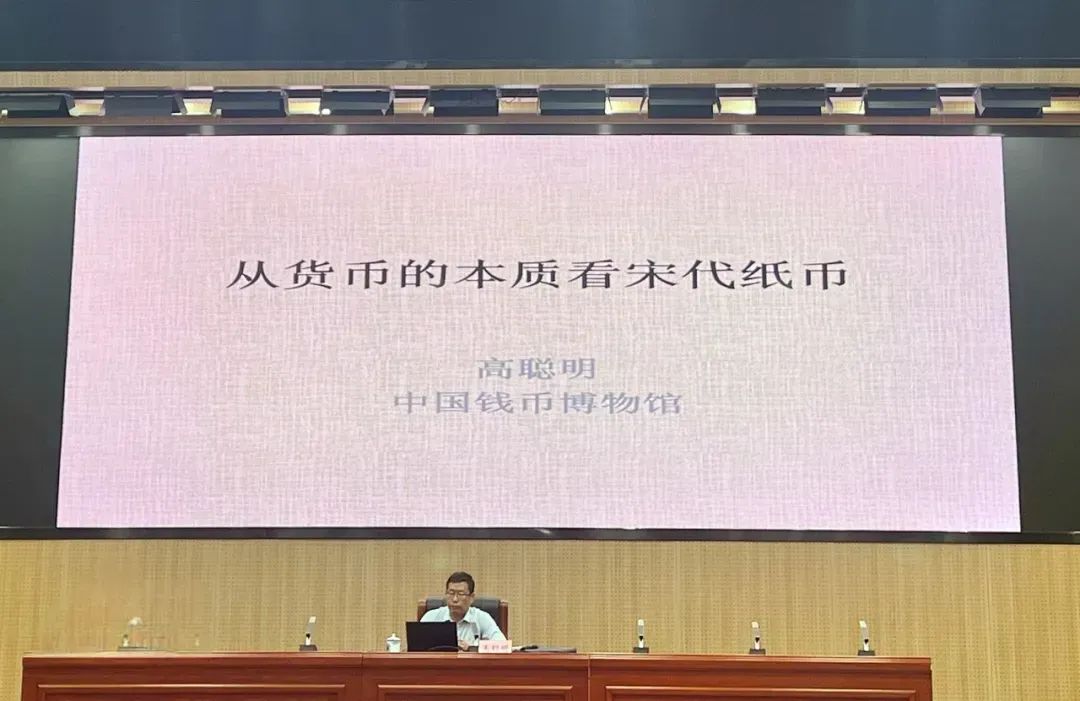 从货币的本质看宋代纸币
高聪明
中国钱币博物馆